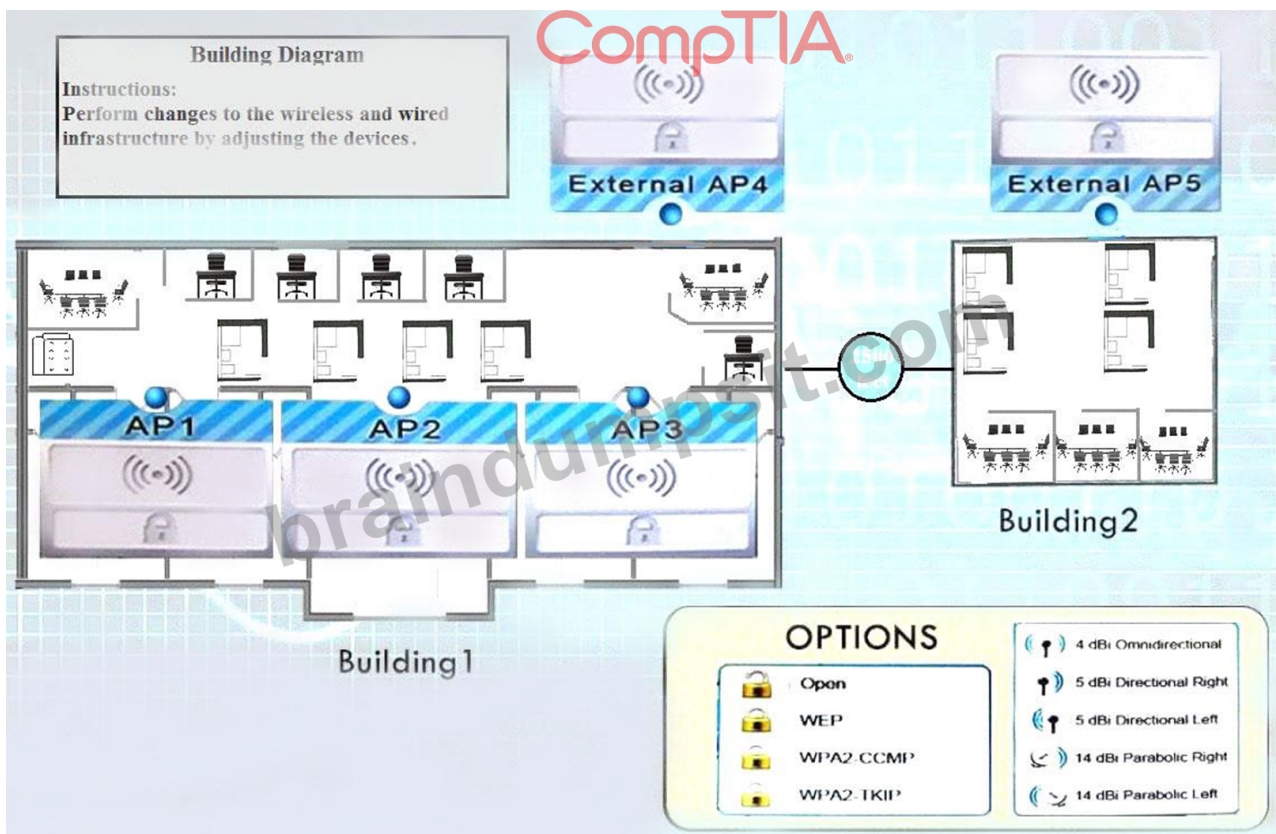 CompTIA.
Building Diagram
Instructions:
Perform changes to the wireless and wired
infrastructure by adjusting the devices.
External AP4
External AP5
AP1
AP2
AP3
braindumpsit.com
Building 1
Building2
OPTIONS
Open
WEP
WPA2-CCMP
WPA2-TKIP
4 dBi Omnidirectional
5 dBi Directional Right
5 dBi Directional Left
14 dBi Parabolic Right
14 dBi Parabolic Left